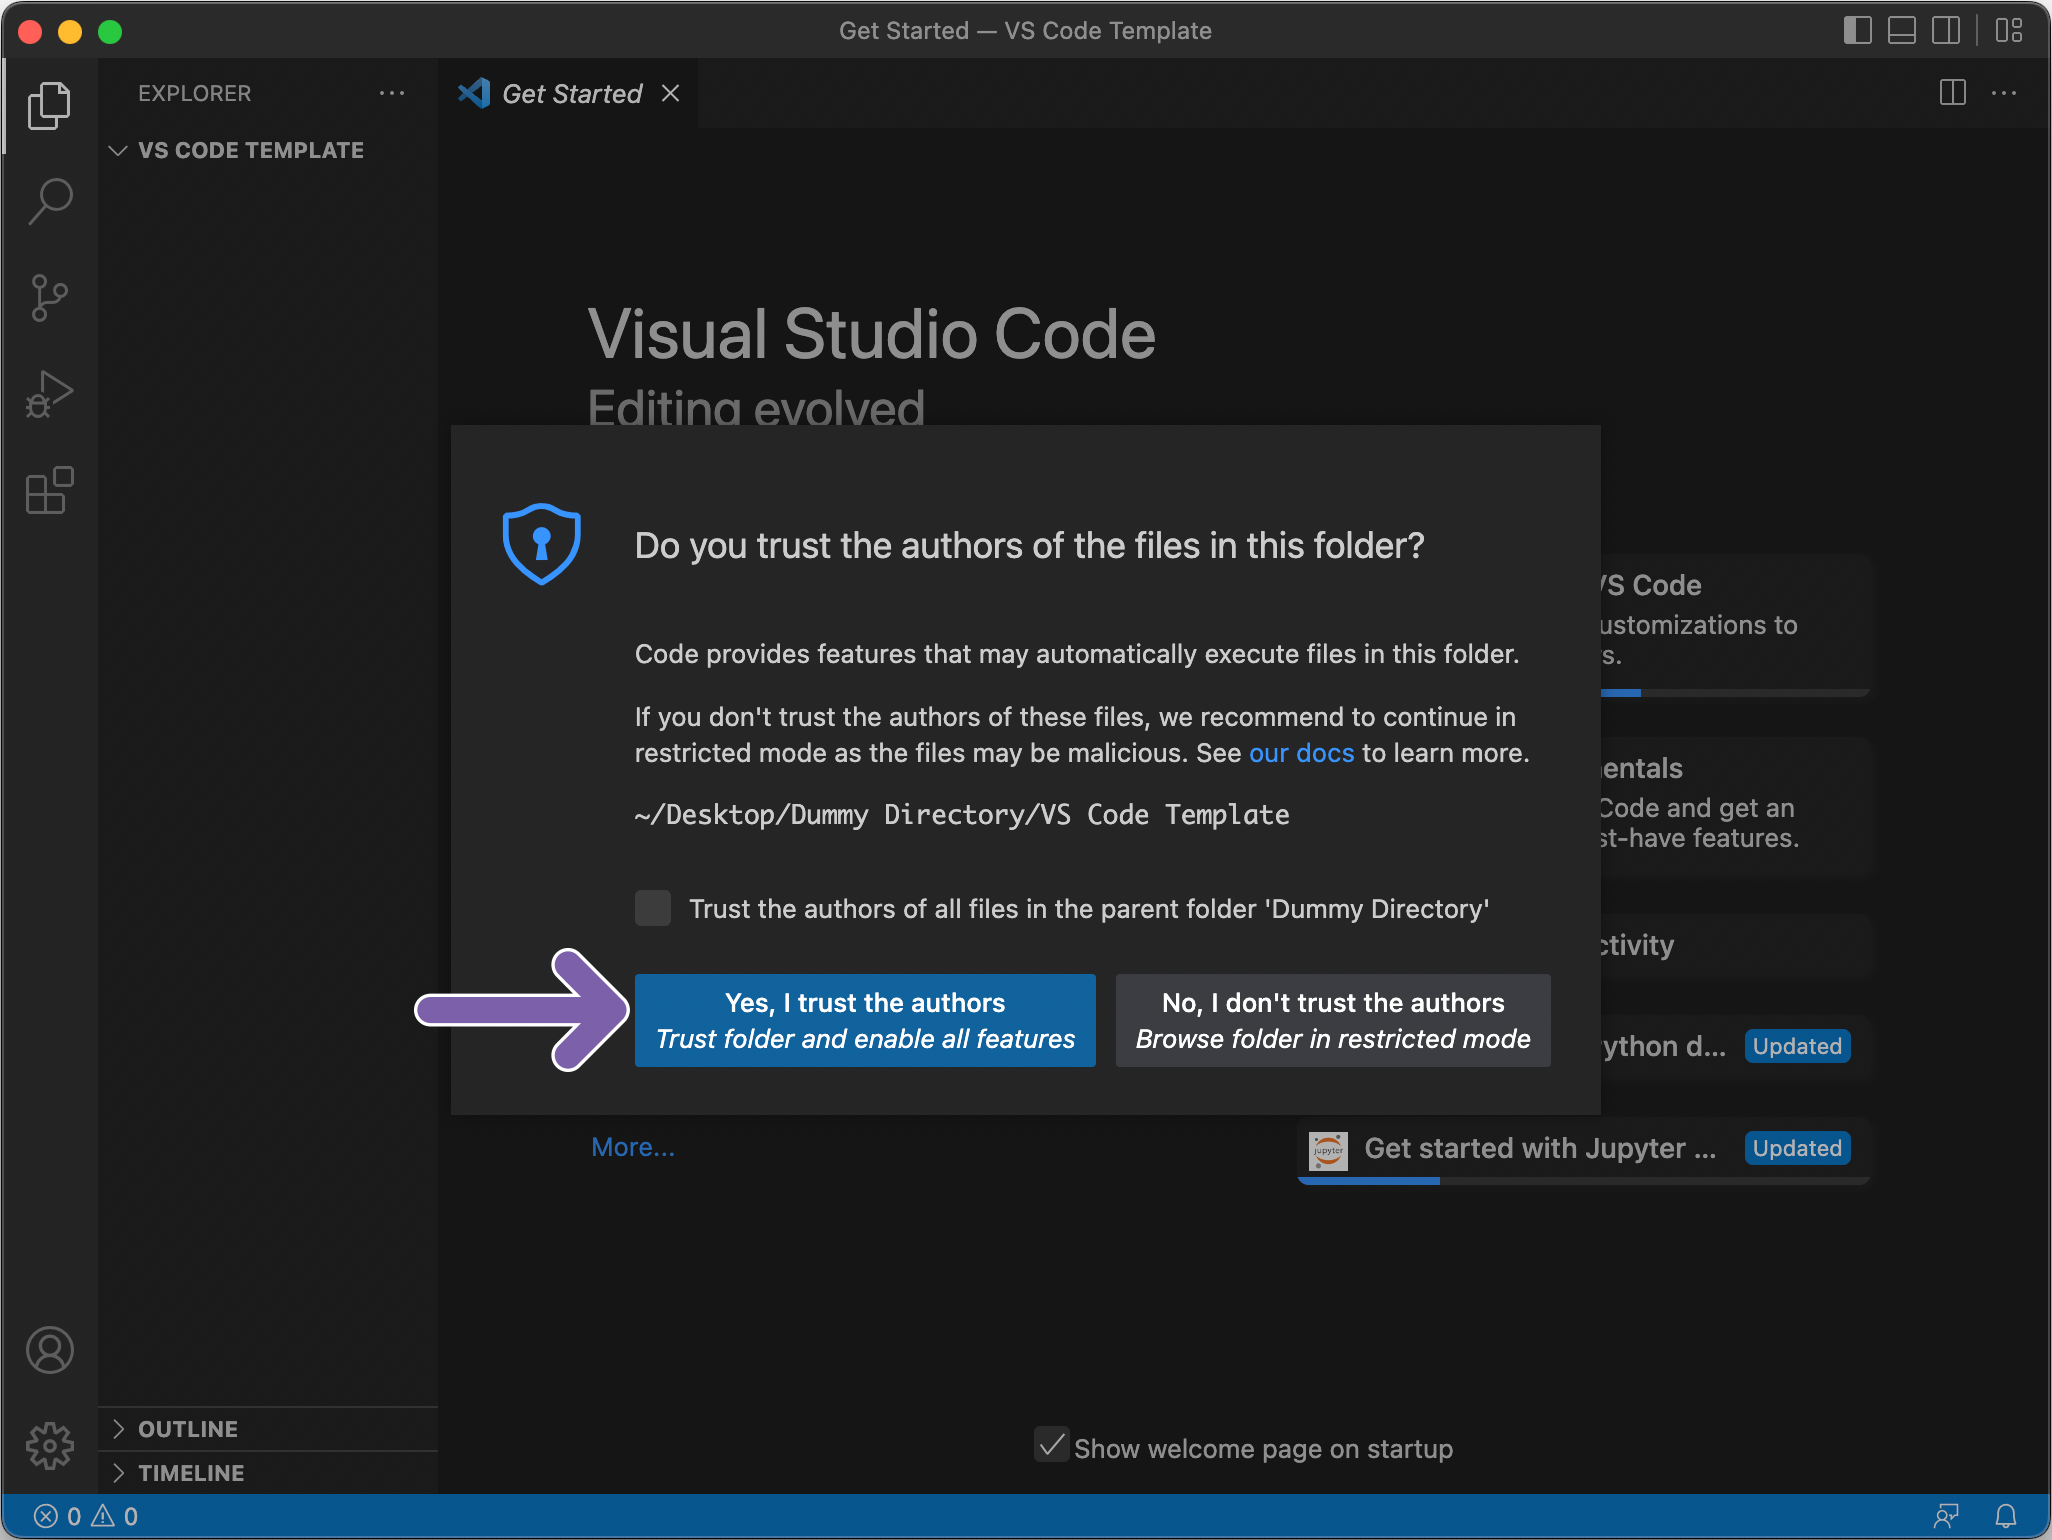 Get Started — VS Code Template
EXPLORER
Get Started
VS CODE TEMPLATE
Visual Studio Code
Editing evolved
Do you trust the authors of the files in this folder?
Code provides features that may automatically execute files in this folder.
If you don't trust the authors of these files, we recommend to continue in
restricted mode as the files may be malicious. See our docs to learn more.
~/Desktop/Dummy Directory/VS Code Template
Trust the authors of all files in the parent folder 'Dummy Directory'
Yes, I trust the authors
Trust folder and enable all features
No, I don't trust the authors
Browse folder in restricted mode
VS Code
ustomizations to
rs.
entals
Code and get an
st-have features.
ctivity
ython d... Updated
More...
jupyter
Get started with Jupyter ... Updated
Show welcome page on startup
OUTLINE
TIMELINE
0 0